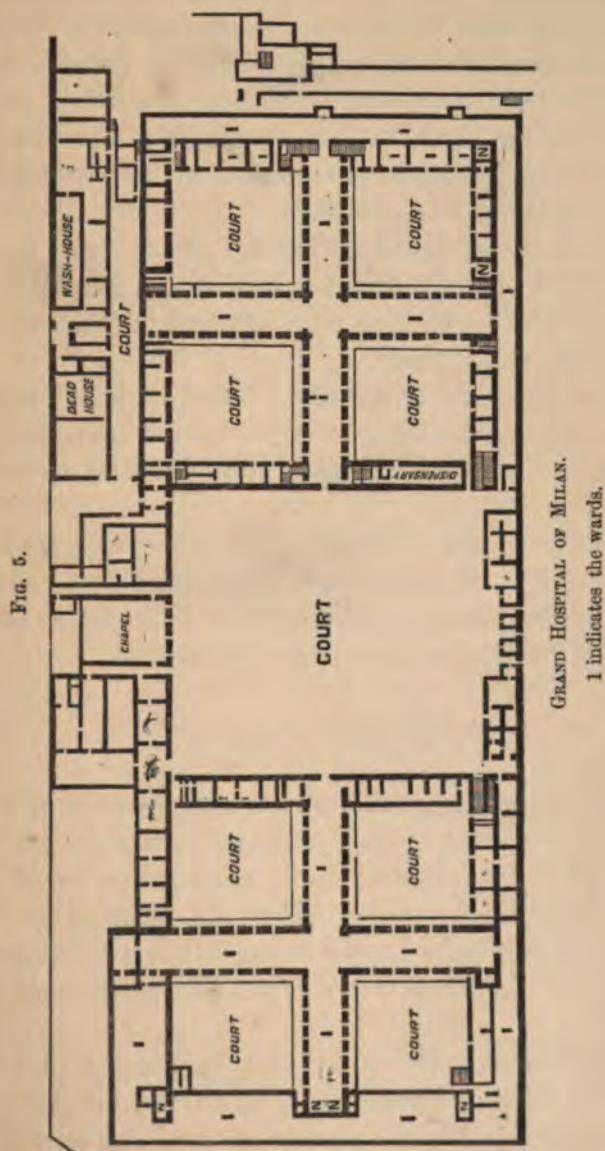 FIG. 5.
DEAD
HOUSE
WASH-HOUSE
CHAPEL
COURT
N
COURT
COURT
COURT
COURT
N
N
COURT
DISPENSARY
COURT
COURT
COURT
COURT
N
N
N
GRAND HOSPITAL OF MILAN.
1 indicates the wards.